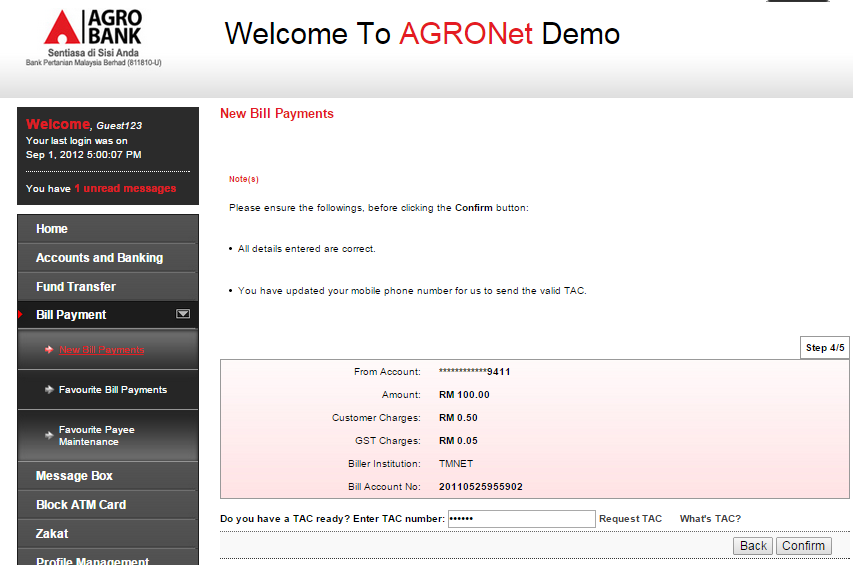 AGRO
BANK
Sentiasa di Sisi Anda
Bank Pertanian Malaysia Berhad (811810-U)
Welcome To AGRONet Demo
Welcome, Guest123
Your last login was on
Sep 1, 2012 5:00:07 PM
You have 1 unread messages
Home
Accounts and Banking
Fund Transfer
Bill Payment
New Bill Payments
Favourite Bill Payments
Favourite Payee
Maintenance
Message Box
Block ATM Card
Zakat
Profile Management
New Bill Payments
Note(s)
Please ensure the followings, before clicking the Confirm button:
• All details entered are correct.
• You have updated your mobile phone number for us to send the valid TAC.
Step 4/5
From Account: ************9411
Amount: RM 100.00
Customer Charges: RM 0.50
GST Charges: RM 0.05
Biller Institution: TMNET
Bill Account No: 20110525955902
Do you have a TAC ready? Enter TAC number: •••••• Request TAC What's TAC?
Back Confirm